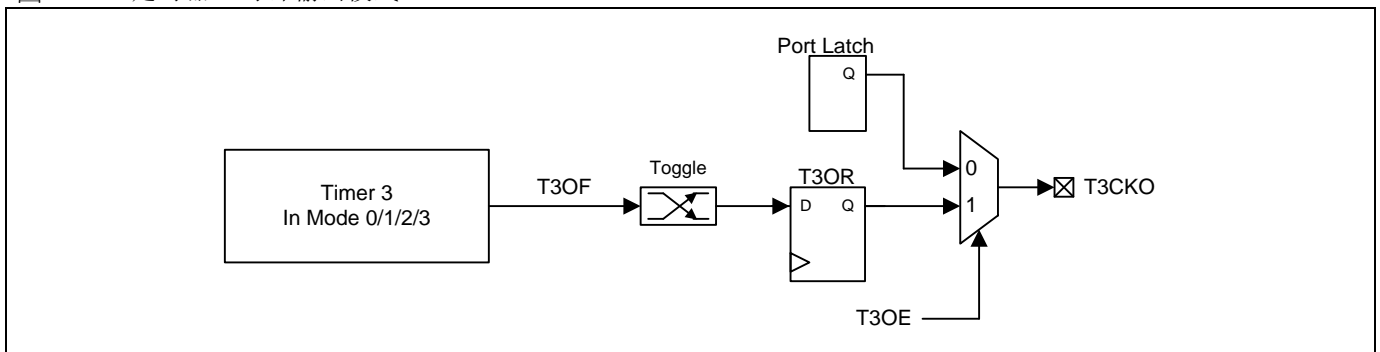 Port Latch
Q
Timer 3
In Mode 0/1/2/3
T3OF
Toggle
T3OR
D Q
0
1
T3CKO
T3OE